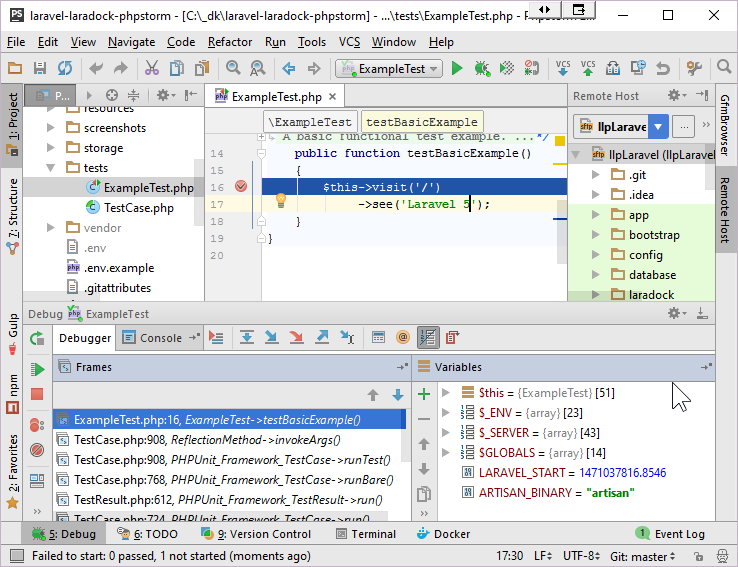 laravel-laradock-phpstorm - [C:\_dk\laravel-laradock-phpstorm] - ...\tests\ExampleTest.php -
File Edit View Navigate Code Refactor Run Tools VCS Window Help
ExampleTest VCS VCS
1: Project
7: Structure
Gulp
npm
2: Favorites
P...
resources
screenshots
storage
tests
ExampleTest.php
TestCase.php
vendor
.env
.env.example
.gitattributes
ExampleTest.php
\ExampleTest testBasicExample
A basic functional test example. ...*/
14 public function testBasicExample()
15 {
16 $this->visit('/')
17 ->see('Laravel 5');
18 }
19 }
20
Remote Host
llpLaravel ...
llpLaravel (llpLaravel
.git
.idea
app
bootstrap
config
database
laradock
GfmBrowser
Remote Host
Debug ExampleTest
Debugger Console
Frames
ExampleTest.php:16, ExampleTest->testBasicExample()
TestCase.php:908, ReflectionMethod->invokeArgs()
TestCase.php:908, PHPUnit_Framework_TestCase->runTest()
TestCase.php:768, PHPUnit_Framework_TestCase->runBare()
TestResult.php:612, PHPUnit_Framework_TestResult->run()
TestCase.php:724, PHPUnit_Framework_TestCase->run()
Variables
$this = {ExampleTest} [51]
$_ENV = {array} [23]
$_SERVER = {array} [43]
$GLOBALS = {array} [14]
LARAVEL_START = 1471037816.8546
ARTISAN_BINARY = "artisan"
5: Debug 6: TODO 9: Version Control Terminal Docker 1 Event Log
Failed to start: 0 passed, 1 not started (moments ago) 17:30 LF UTF-8 Git: master